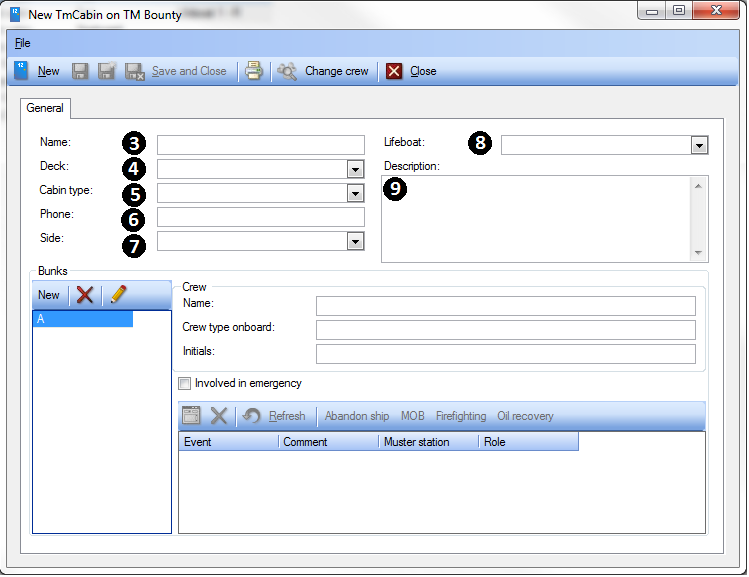 New TmCabin on TM Bounty
File
New Save and Close Change crew Close
General
Name: 3
Deck: 4
Cabin type: 5
Phone: 6
Side: 7
Lifeboat: 8
Description:
9
Bunks
New
A
Crew
Name:
Crew type onboard:
Initials:
Involved in emergency
Refresh Abandon ship MOB Firefighting Oil recovery
Event Comment Muster station Role